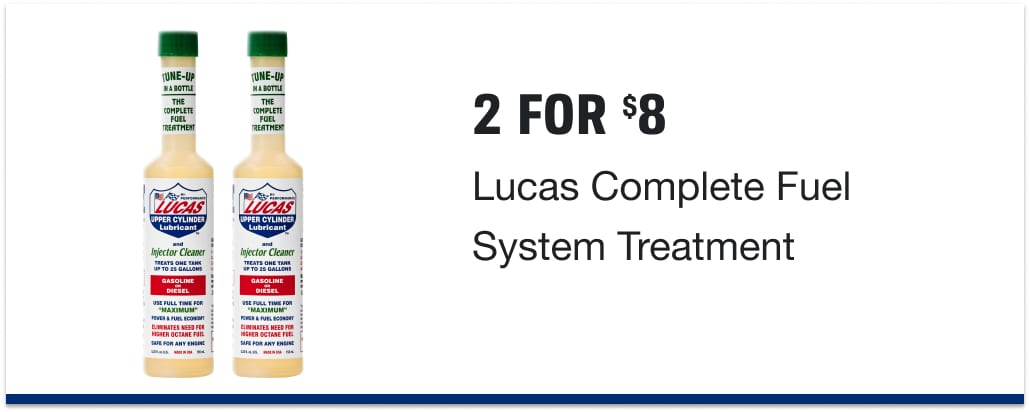 2 FOR $8
Lucas Complete Fuel
System Treatment
TUNE-UP
IN A BOTTLE
THE
COMPLETE
FUEL
TREATMENT
HI-PERFORMANCE
LUCAS
UPPER CYLINDER
Lubricant
and
Injector Cleaner
TREATS ONE TANK
UP TO 25 GALLONS
GASOLINE
OR
DIESEL
USE FULL TIME FOR
"MAXIMUM"
POWER & FUEL ECONOMY
ELIMINATES NEED FOR
HIGHER OCTANE FUEL
SAFE FOR ANY ENGINE
MADE IN USA
TUNE-UP
IN A BOTTLE
THE
COMPLETE
FUEL
TREATMENT
HI-PERFORMANCE
LUCAS
UPPER CYLINDER
Lubricant
and
Injector Cleaner
TREATS ONE TANK
UP TO 25 GALLONS
GASOLINE
OR
DIESEL
USE FULL TIME FOR
"MAXIMUM"
POWER & FUEL ECONOMY
ELIMINATES NEED FOR
HIGHER OCTANE FUEL
SAFE FOR ANY ENGINE
MADE IN USA